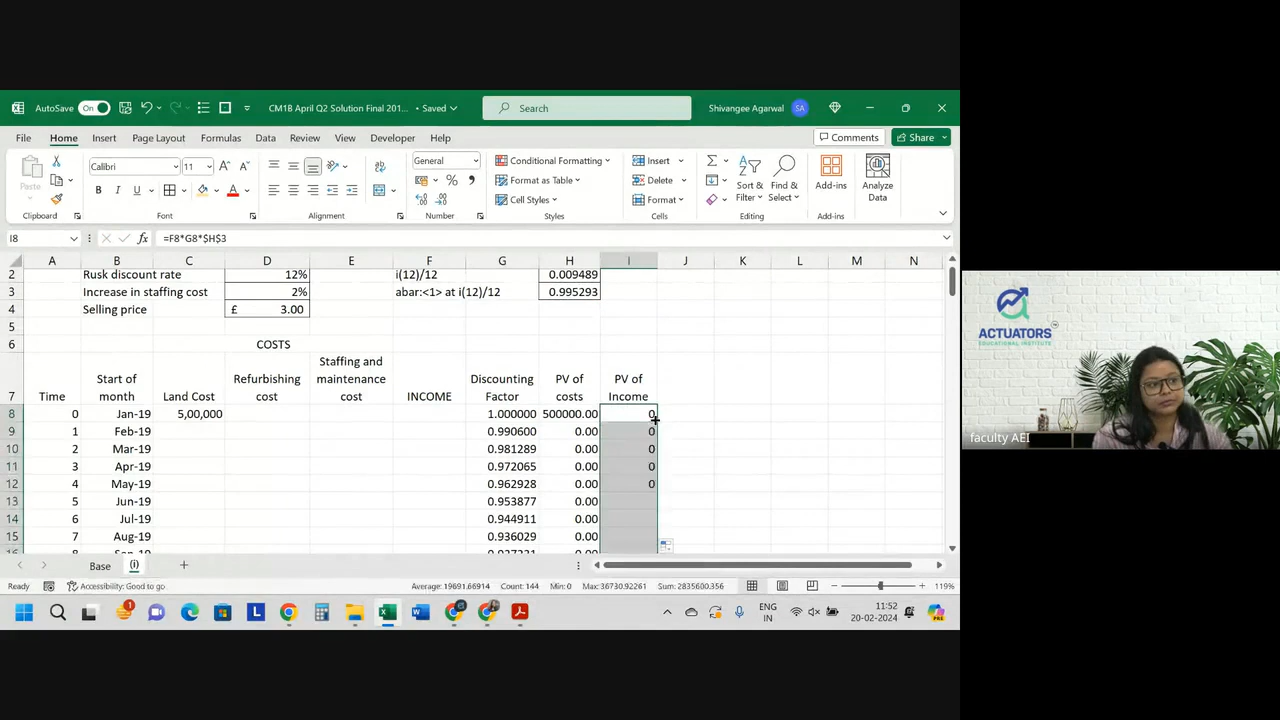 AutoSave On CM1B April Q2 Solution Final 201... • Saved Search Shivangee Agarwal SA
File Home Insert Page Layout Formulas Data Review View Developer Help Comments Share
Paste Calibri 11 A A General Conditional Formatting Insert Σ
B I U A % Format as Table Delete Sort & Filter Find & Select Add-ins Analyze Data
Cell Styles Format
Clipboard Font Alignment Number Styles Cells Editing Add-ins
I8 fx =F8*G8*$H$3
A B C D E F G H I J K L M N
2 Rusk discount rate 12% i(12)/12 0.009489
3 Increase in staffing cost 2% abar:<1> at i(12)/12 0.995293
4 Selling price £ 3.00
5
6 COSTS
7 Time Start of month Land Cost Refurbishing cost Staffing and maintenance cost INCOME Discounting Factor PV of costs PV of Income
8 0 Jan-19 5,00,000 1.000000 500000.00 0
9 1 Feb-19 0.990600 0.00 0
10 2 Mar-19 0.981289 0.00 0
11 3 Apr-19 0.972065 0.00 0
12 4 May-19 0.962928 0.00 0
13 5 Jun-19 0.953877 0.00
14 6 Jul-19 0.944911 0.00
15 7 Aug-19 0.936029 0.00
Base (i)
Ready Accessibility: Good to go Average: 19691.66914 Count: 144 Min: 0 Max: 36730.92261 Sum: 2835600.356 119%
ENG
IN
11:52
20-02-2024
ACTUATORS
EDUCATIONAL INSTITUTE
faculty AEI